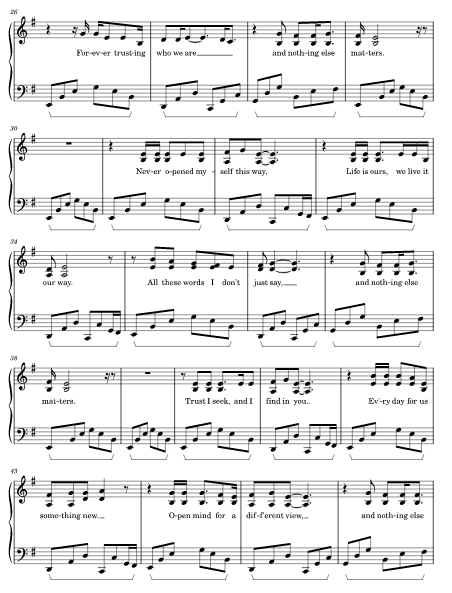 26
For-ev-er trust-ing who we are and noth-ing else mat-ters.
30
Nev-er o-pened my - self this way, Life is ours, we live it
34
our way. All these words I don't just say, and noth-ing else
38
mat-ters. Trust I seek, and I find in you. Ev'-ry day for us
43
some-thing new. O-pen mind for a dif-f'erent view, and noth-ing else